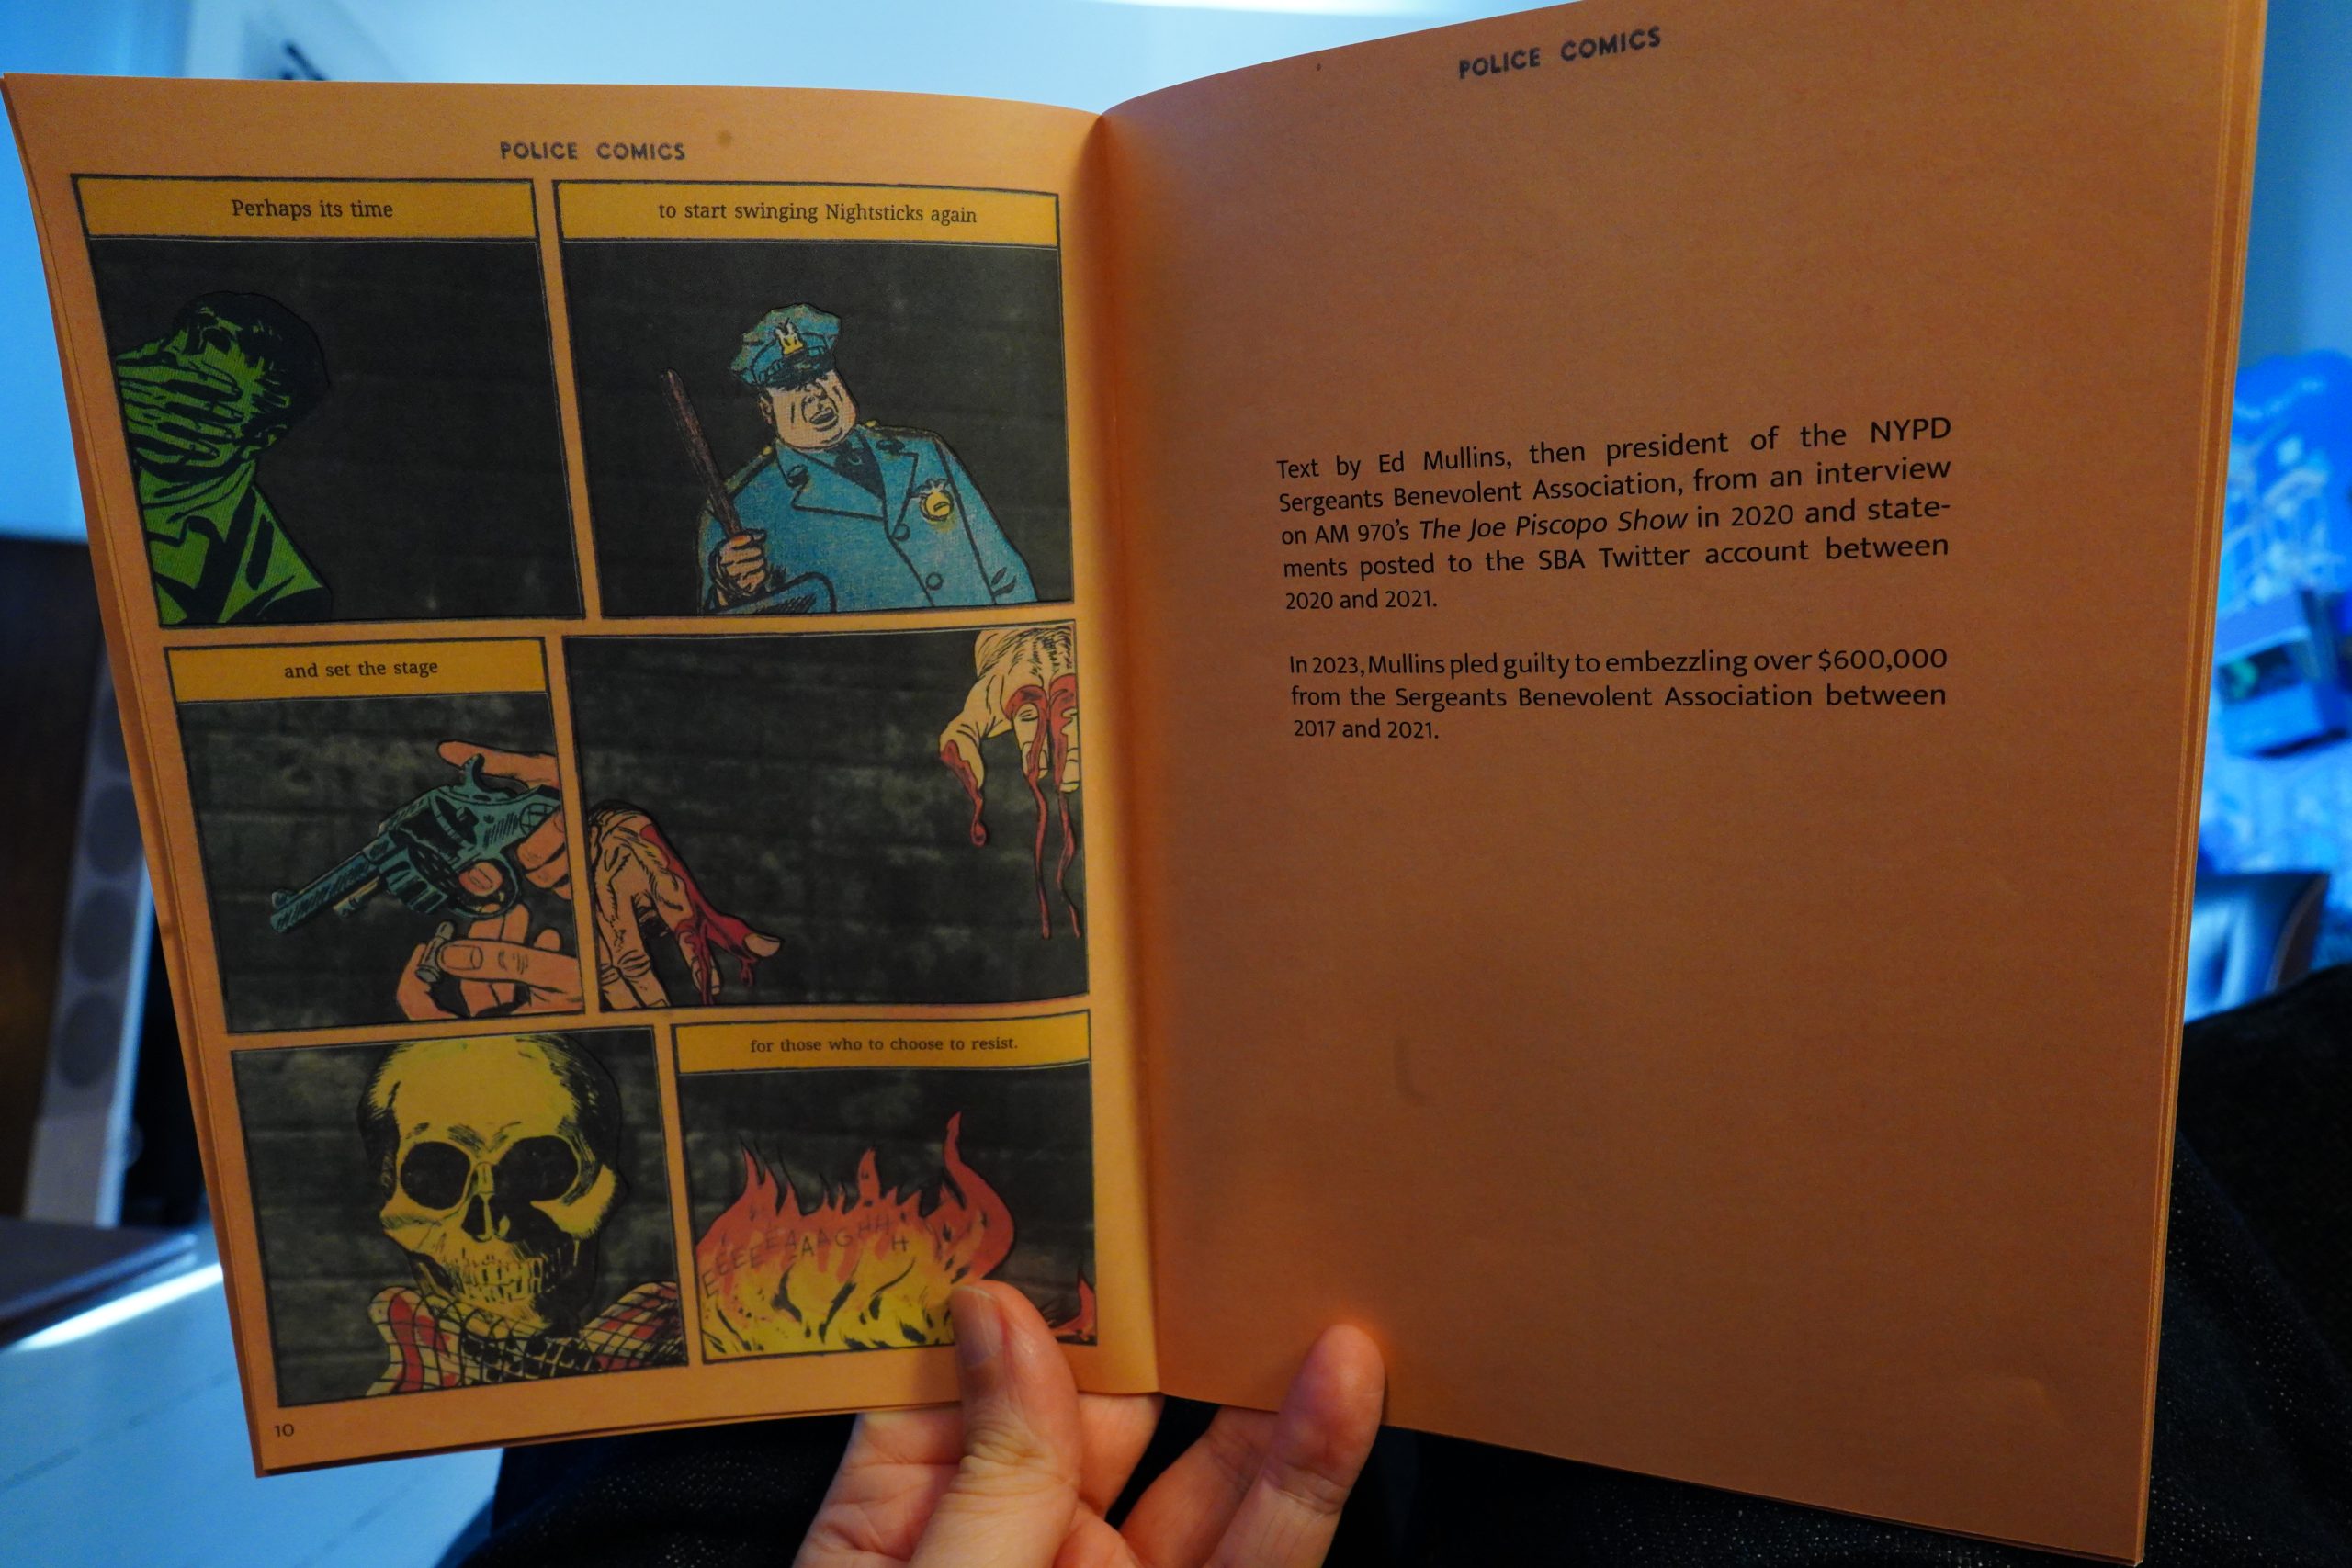 POLICE COMICS
Perhaps its time
to start swinging Nightsticks again
and set the stage
for those who to choose to resist.
EEEEEAAAAGHHHH
10
POLICE COMICS
Text by Ed Mullins, then president of the NYPD
Sergeants Benevolent Association, from an interview
on AM 970's The Joe Piscopo Show in 2020 and state-
ments posted to the SBA Twitter account between
2020 and 2021.
In 2023, Mullins pled guilty to embezzling over $600,000
from the Sergeants Benevolent Association between
2017 and 2021.